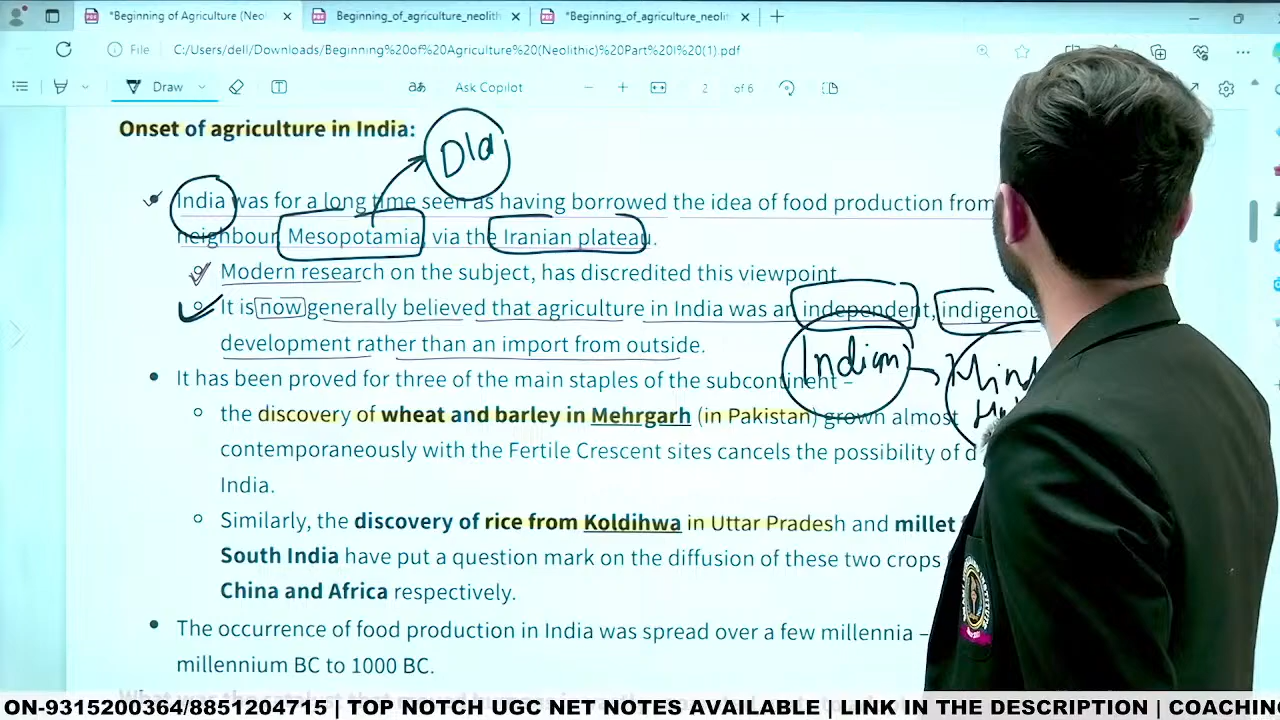 *Beginning of Agriculture (Neol
Beginning_of_agriculture_neolith
*Beginning_of_agriculture_neolit
File
C:/Users/dell/Downloads/Beginning%20of%20Agriculture%20(Neolithic)%20Part%20I%20(1).pdf
Draw
aあ
Ask Copilot
2
of 6
Onset of agriculture in India:
Dia
India was for a long time seen as having borrowed the idea of food production from
neighbour Mesopotamia, via the Iranian plateau.
Modern research on the subject, has discredited this viewpoint
It is now generally believed that agriculture in India was an independent, indigenou
development rather than an import from outside.
Indian
It has been proved for three of the main staples of the subcontinent –
the discovery of wheat and barley in Mehrgarh (in Pakistan) grown almost
contemporaneously with the Fertile Crescent sites cancels the possibility of d
India.
Similarly, the discovery of rice from Koldihwa in Uttar Pradesh and millet
South India have put a question mark on the diffusion of these two crops
China and Africa respectively.
The occurrence of food production in India was spread over a few millennia –
millennium BC to 1000 BC.
ON-9315200364/8851204715 | TOP NOTCH UGC NET NOTES AVAILABLE | LINK IN THE DESCRIPTION | COACHING